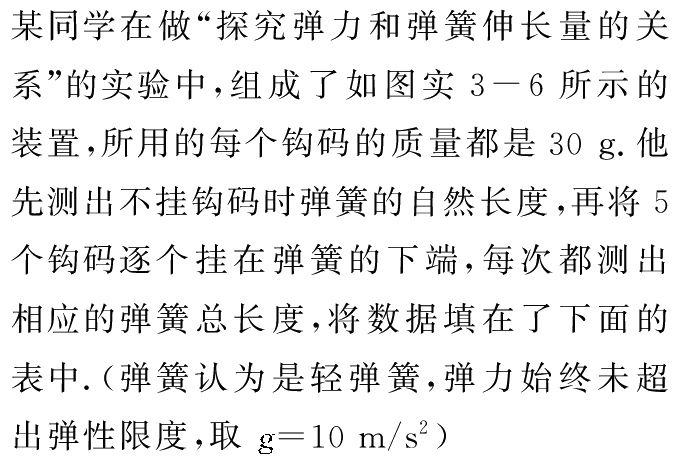 某同学在做“探究弹力和弹簧伸长量的关
系”的实验中,组成了如图实 3－6 所示的
装置,所用的每个钩码的质量都是 30 g. 他
先测出不挂钩码时弹簧的自然长度,再将 5
个钩码逐个挂在弹簧的下端,每次都测出
相应的弹簧总长度,将数据填在了下面的
表中.(弹簧认为是轻弹簧,弹力始终未超
出弹性限度,取 g=10 m/s²)